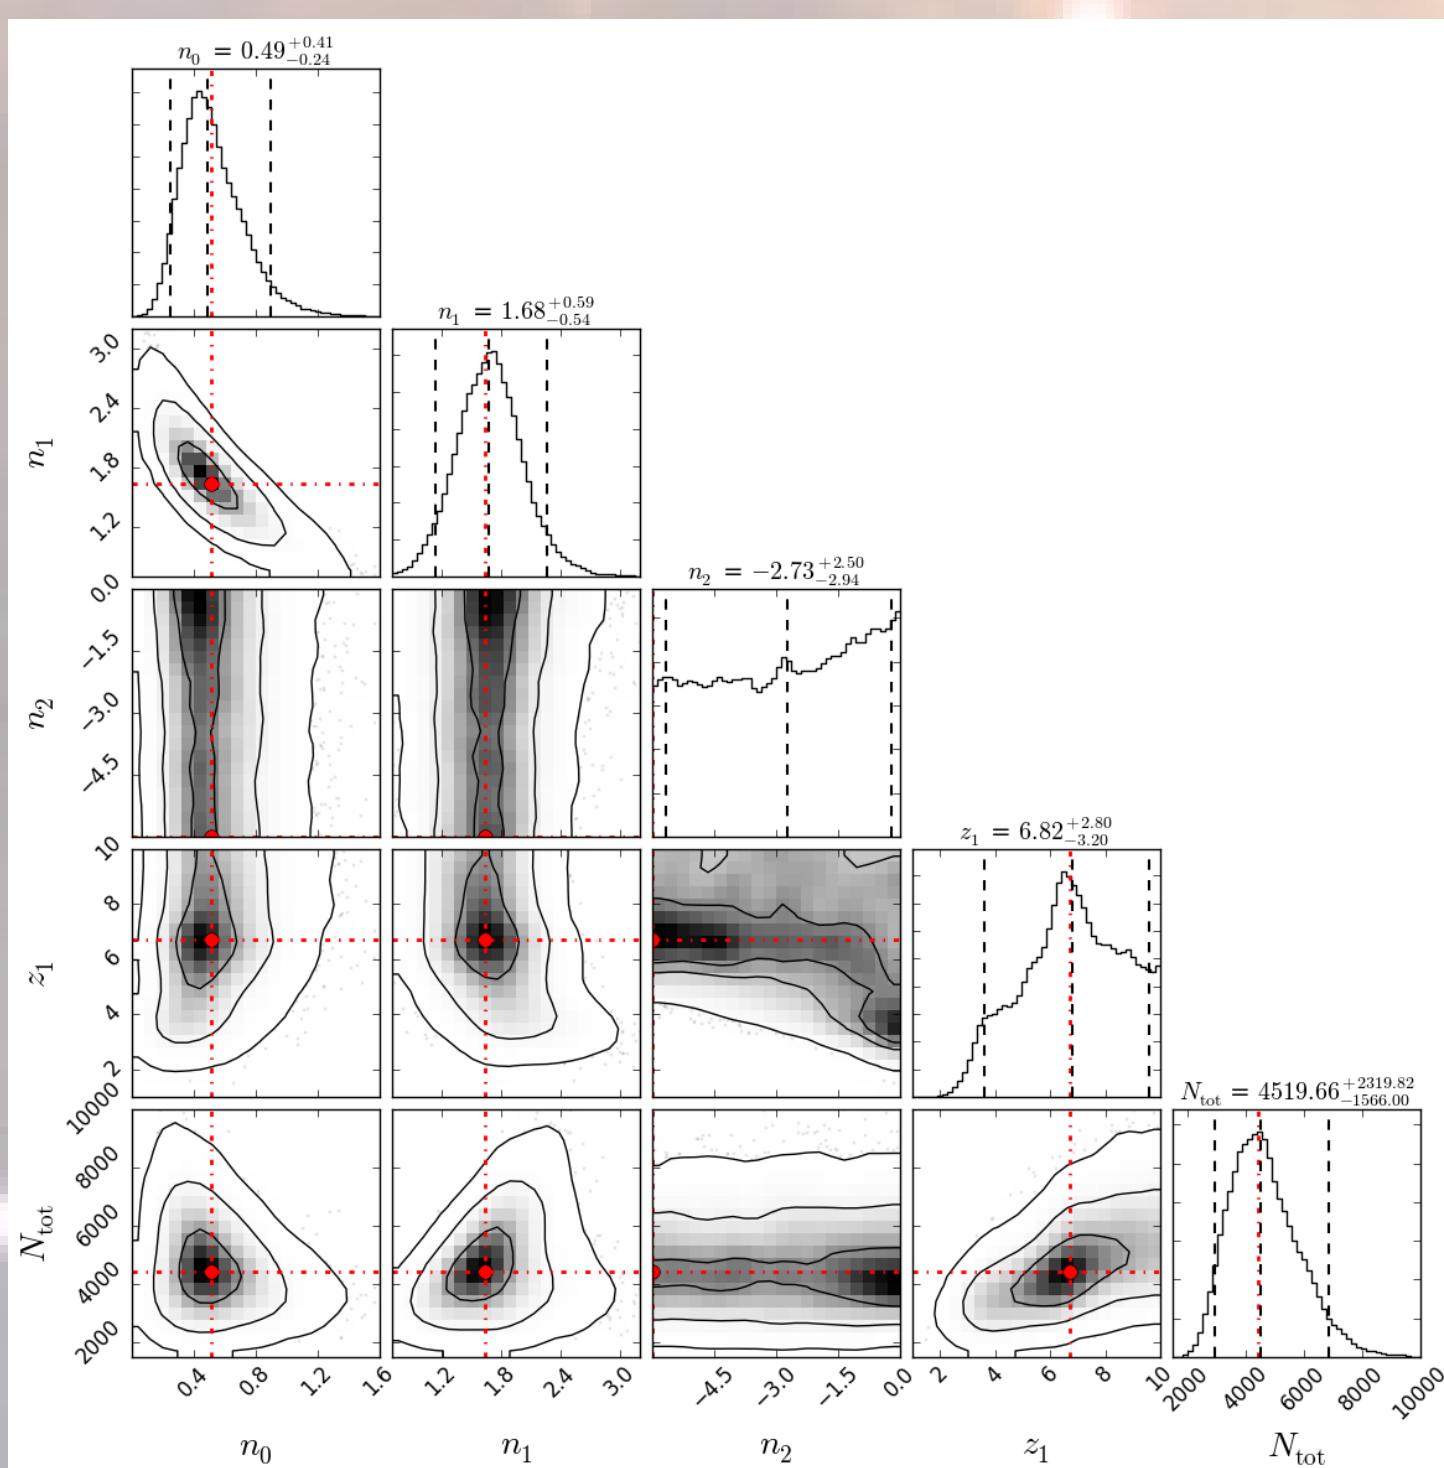 n₀ = 0.49 +0.41 −0.24
n₁ = 1.68 +0.59 −0.54
3.0
2.4
1.8
1.2
n₁
n₂ = −2.73 +2.50 −2.94
0.0
−1.5
−3.0
−4.5
n₂
z₁ = 6.82 +2.80 −3.20
10
8
6
4
2
z₁
N_tot = 4519.66 +2319.82 −1566.00
10000
8000
6000
4000
2000
N_tot
0.4 0.8 1.2 1.6 1.2 1.8 2.4 3.0 −4.5 −3.0 −1.5 0.0 2 4 6 8 10 2000 4000 6000 8000 10000
n₀ n₁ n₂ z₁ N_tot